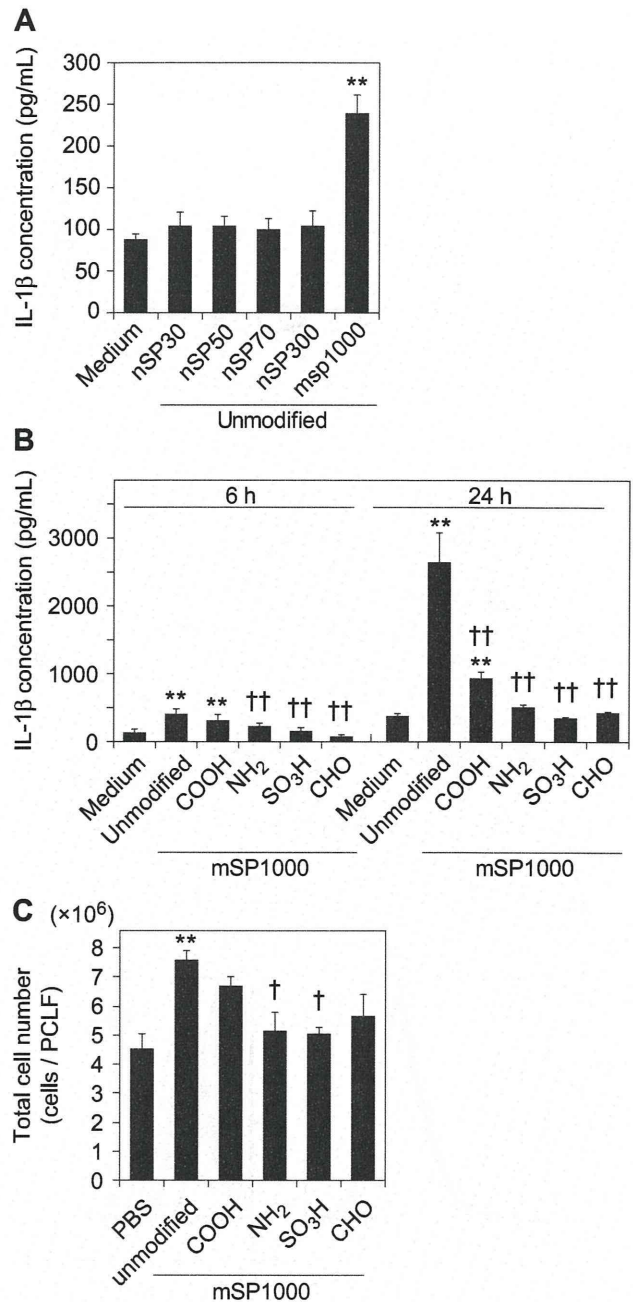 A
IL-1β concentration (pg/mL)
300
250
200
150
100
50
0
**
Medium
nSP30
nSP50
nSP70
nSP300
msp1000
Unmodified
B
IL-1β concentration (pg/mL)
6 h
24 h
3000
2000
1000
0
**
**
††
††
††
**
††
**
††
††
††
Medium
Unmodified
COOH
NH₂
SO₃H
CHO
Medium
Unmodified
COOH
NH₂
SO₃H
CHO
mSP1000
mSP1000
C
(×10⁶)
Total cell number
(cells / PCLF)
8
7
6
5
4
3
2
1
0
**
†
†
PBS
unmodified
COOH
NH₂
SO₃H
CHO
mSP1000